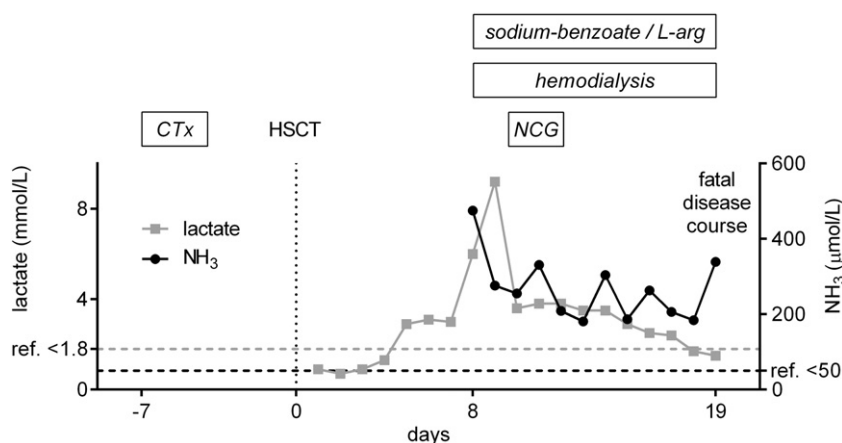 sodium-benzoate / L-arg
hemodialysis
CTx
HSCT
NCG
600
fatal
disease
course
8
lactate
NH₃
400
lactate (mmol/L)
NH₃ (μmol/L)
4
200
ref. <1.8
ref. <50
0
0
-7
0
8
19
days